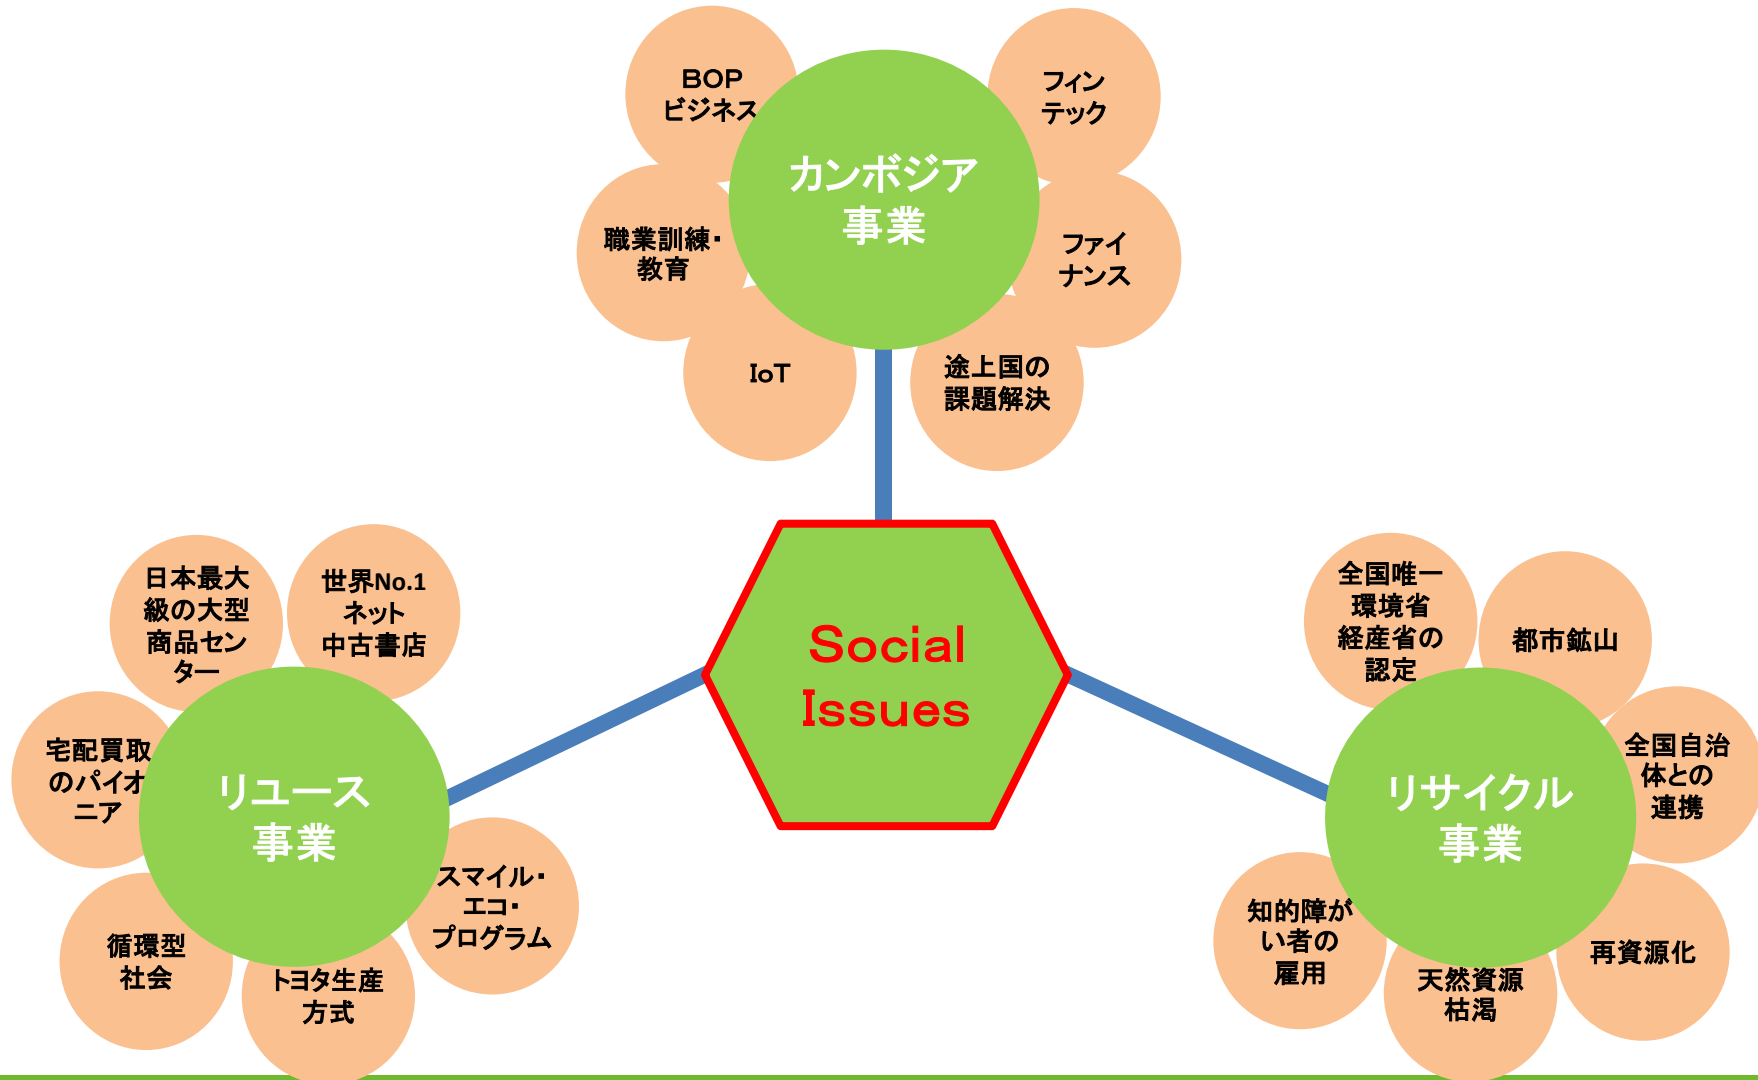 BOP
ビジネス
フィン
テック
カンボジア
事業
職業訓練・
教育
ファイ
ナンス
IoT
途上国の
課題解決
Social
Issues
日本最大
級の大型
商品セン
ター
世界No.1
ネット
中古書店
宅配買取
のパイオ
ニア
リユース
事業
スマイル・
エコ・
プログラム
循環型
社会
トヨタ生産
方式
全国唯一
環境省
経産省の
認定
都市鉱山
全国自治
体との
連携
リサイクル
事業
知的障が
い者の
雇用
再資源化
天然資源
枯渇